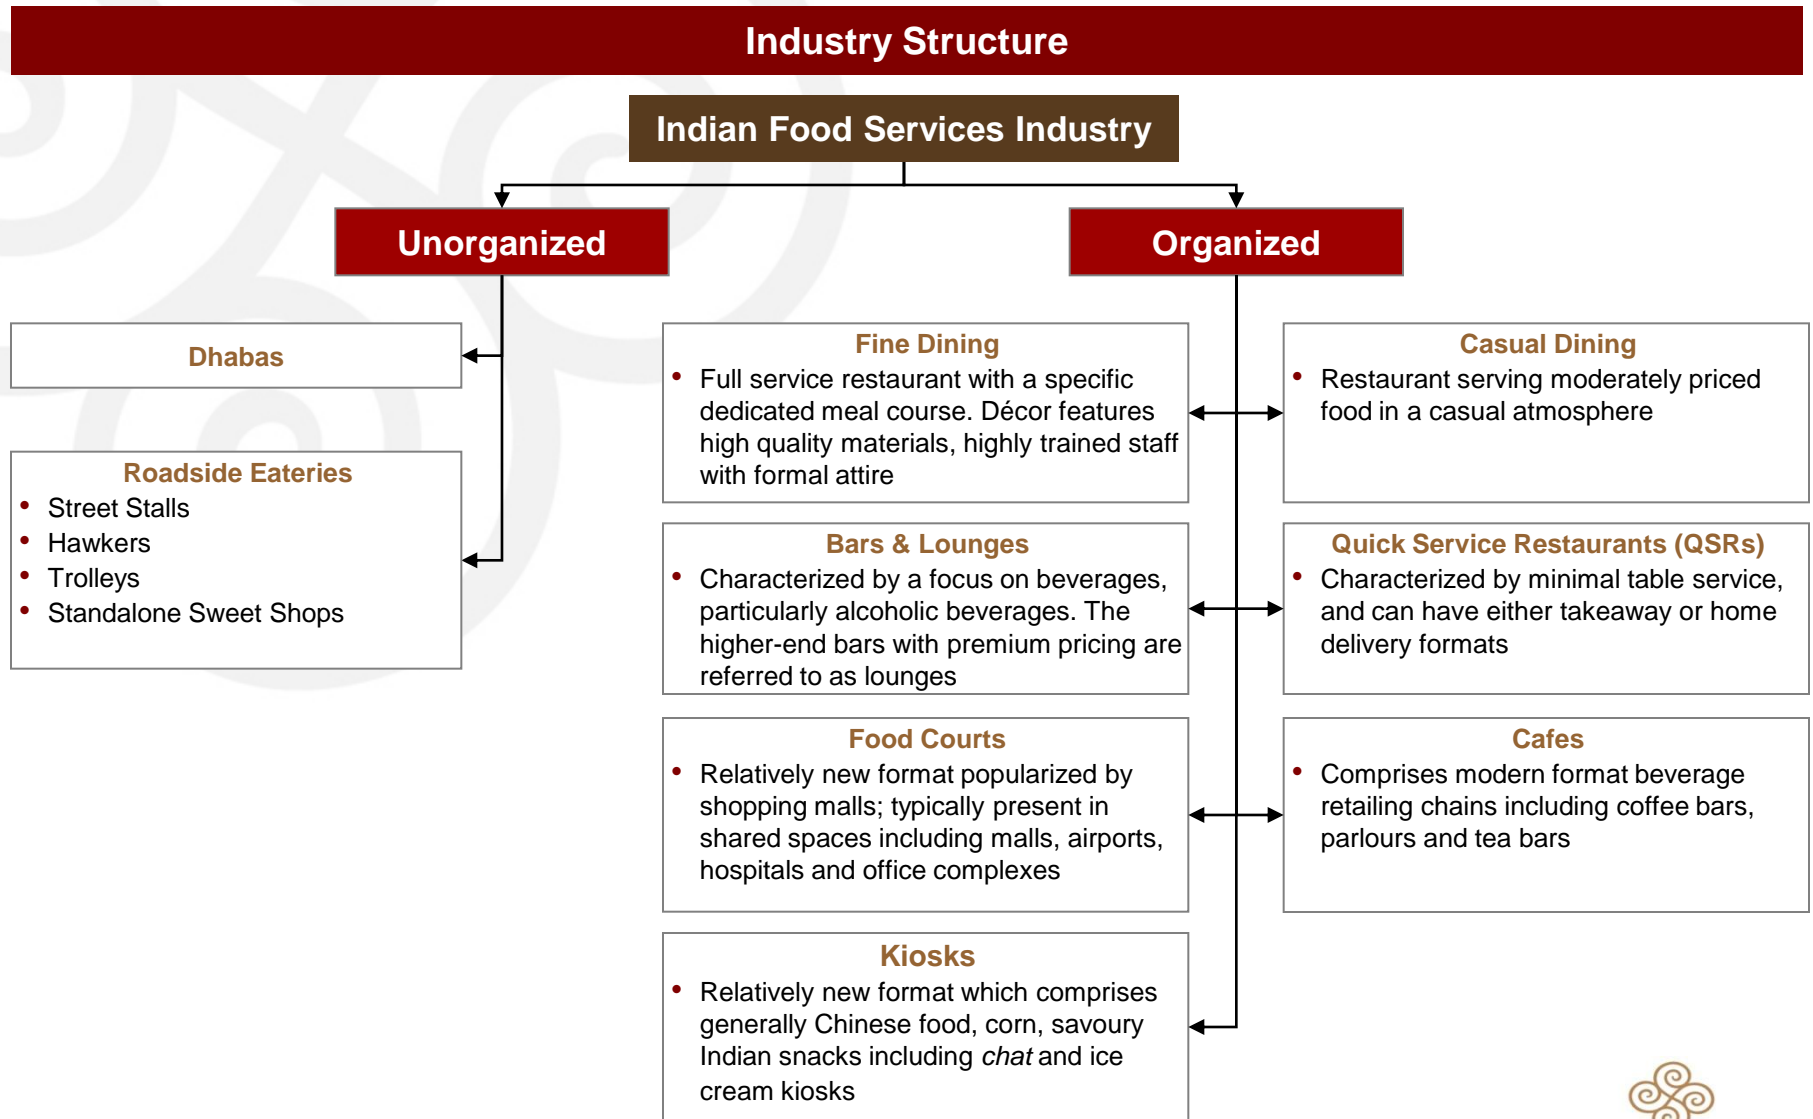 Industry Structure
Indian Food Services Industry
Unorganized
Organized
Dhabas
Roadside Eateries
• Street Stalls
• Hawkers
• Trolleys
• Standalone Sweet Shops
Fine Dining
• Full service restaurant with a specific
dedicated meal course. Décor features
high quality materials, highly trained staff
with formal attire
Casual Dining
• Restaurant serving moderately priced
food in a casual atmosphere
Bars & Lounges
• Characterized by a focus on beverages,
particularly alcoholic beverages. The
higher-end bars with premium pricing are
referred to as lounges
Quick Service Restaurants (QSRs)
• Characterized by minimal table service,
and can have either takeaway or home
delivery formats
Food Courts
• Relatively new format popularized by
shopping malls; typically present in
shared spaces including malls, airports,
hospitals and office complexes
Cafes
• Comprises modern format beverage
retailing chains including coffee bars,
parlours and tea bars
Kiosks
• Relatively new format which comprises
generally Chinese food, corn, savoury
Indian snacks including chat and ice
cream kiosks